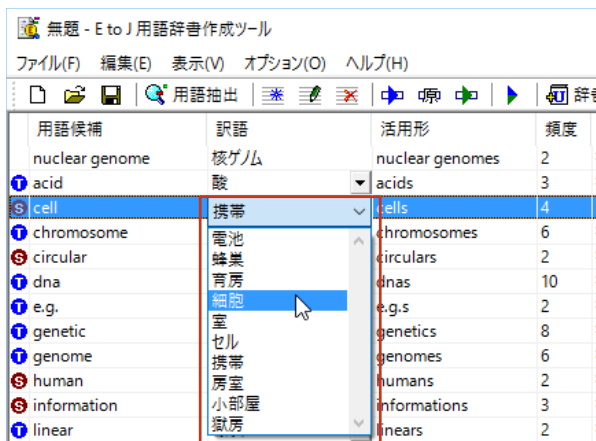 無題 - E to J 用語辞書作成ツール
ファイル(F) 編集(E) 表示(V) オプション(O) ヘルプ(H)
用語抽出 原 辞書
用語候補 訳語 活用形 頻度
nuclear genome 核ゲノム nuclear genomes 2
T acid 酸 acids 3
S cell 携帯 cells 4
T chromosome 電池 chromosomes 6
S circular 蜂巣 circulars 2
T dna 育房 dnas 10
T e.g. 細胞 e.g.s 2
T genetic 室 genetics 8
セル
T genome 携帯 genomes 6
S human 房室 humans 2
S information 小部屋 informations 3
T linear 獄房 linears 2